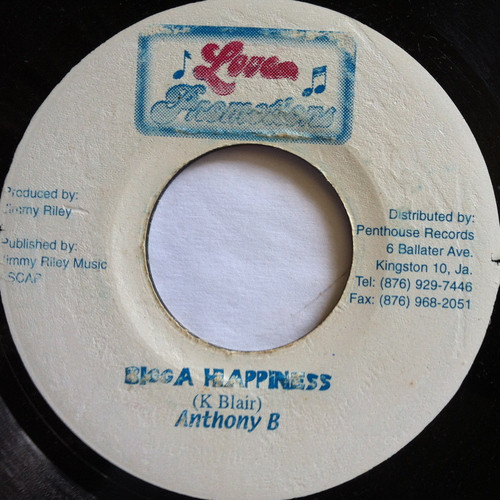 Love
Promotions
Produced by:
Jimmy Riley
Published by:
Jimmy Riley Music
ASCAP
Distributed by:
Penthouse Records
6 Ballater Ave.
Kingston 10, Ja.
Tel: (876) 929-7446
Fax: (876) 968-2051
BIGGA HAPPINESS
(K Blair)
Anthony B